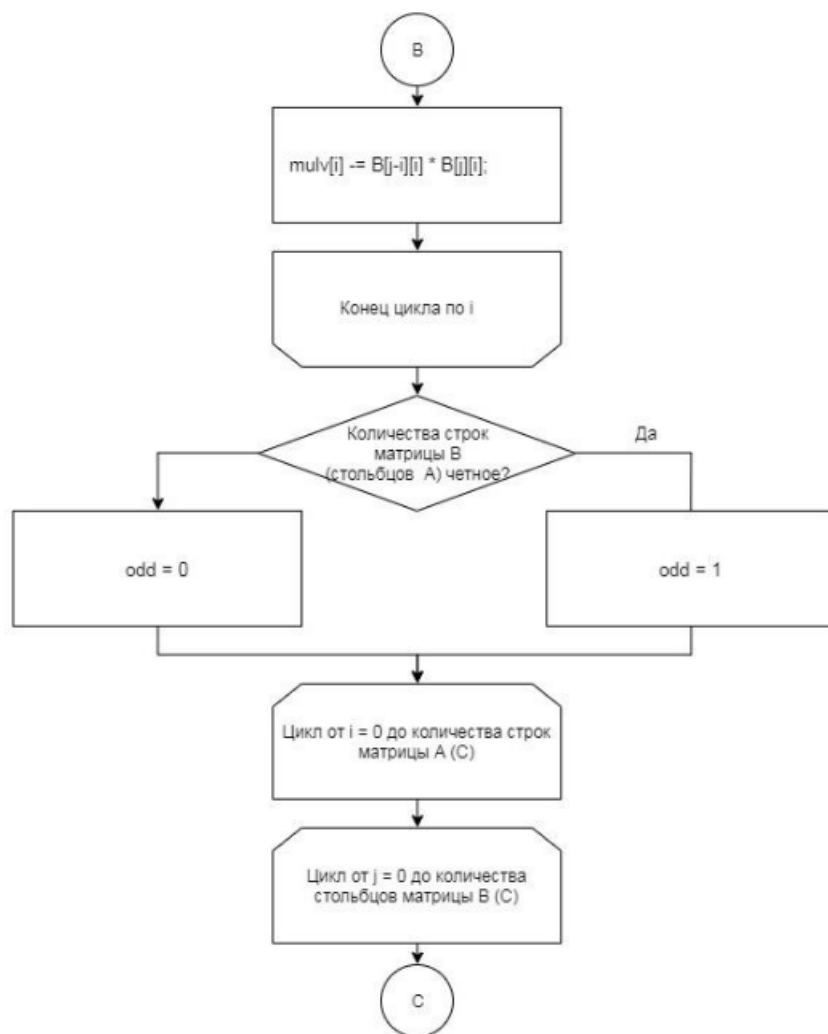 B
mulv[i] -= B[j-i][i] * B[j][i];
Конец цикла по i
Количества строк
матрицы B
(стольбцов A) четное?
Да
odd = 0
odd = 1
Цикл от i = 0 до количества строк
матрицы A (C)
Цикл от j = 0 до количества
стольбцов матрицы B (C)
C